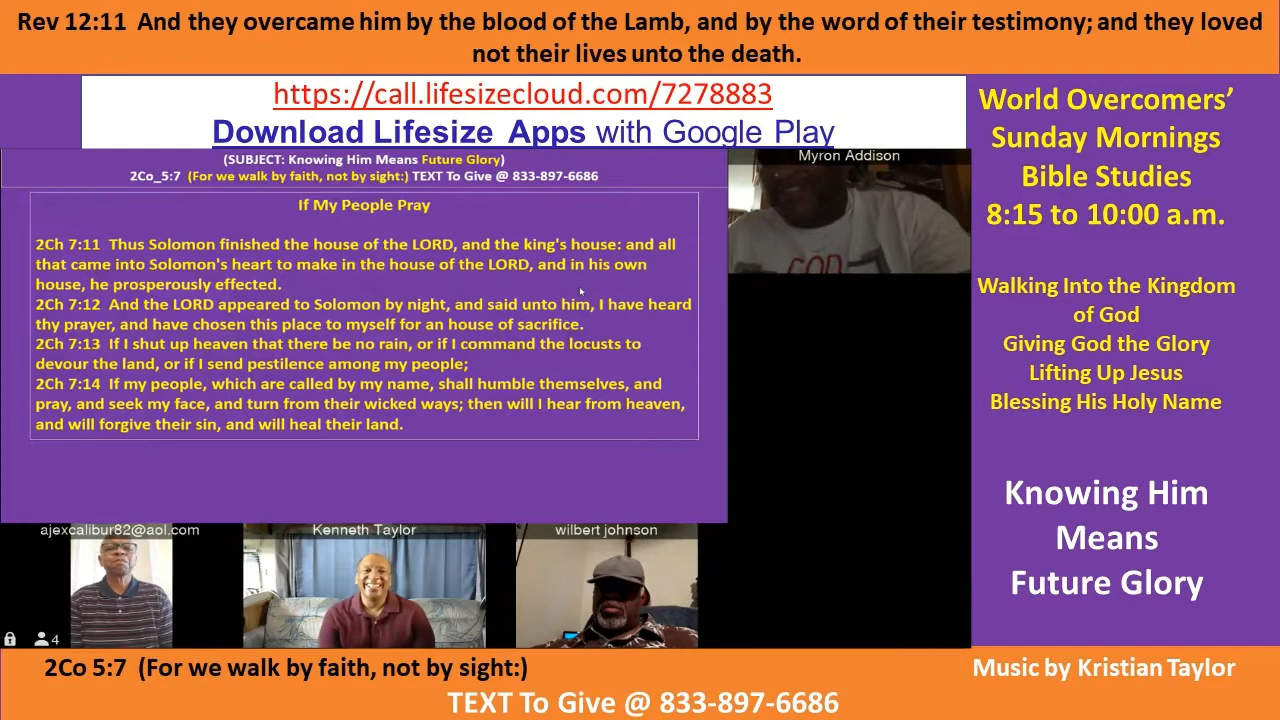 Rev 12:11  And they overcame him by the blood of the Lamb, and by the word of their testimony; and they loved
not their lives unto the death.
https://call.lifesizecloud.com/7278883
Download Lifesize Apps with Google Play
(SUBJECT: Knowing Him Means Future Glory)
2Co_5:7 (For we walk by faith, not by sight:) TEXT To Give @ 833-897-6686
If My People Pray
2Ch 7:11  Thus Solomon finished the house of the LORD, and the king's house: and all
that came into Solomon's heart to make in the house of the LORD, and in his own
house, he prosperously effected.
2Ch 7:12  And the LORD appeared to Solomon by night, and said unto him, I have heard
thy prayer, and have chosen this place to myself for an house of sacrifice.
2Ch 7:13  If I shut up heaven that there be no rain, or if I command the locusts to
devour the land, or if I send pestilence among my people;
2Ch 7:14  If my people, which are called by my name, shall humble themselves, and
pray, and seek my face, and turn from their wicked ways; then will I hear from heaven,
and will forgive their sin, and will heal their land.
Myron Addison
GOD
ajexcalibur82@aol.com
Kenneth Taylor
wilbert johnson
4
World Overcomers’
Sunday Mornings
Bible Studies
8:15 to 10:00 a.m.
Walking Into the Kingdom
of God
Giving God the Glory
Lifting Up Jesus
Blessing His Holy Name
Knowing Him
Means
Future Glory
2Co 5:7  (For we walk by faith, not by sight:)
Music by Kristian Taylor
TEXT To Give @ 833-897-6686